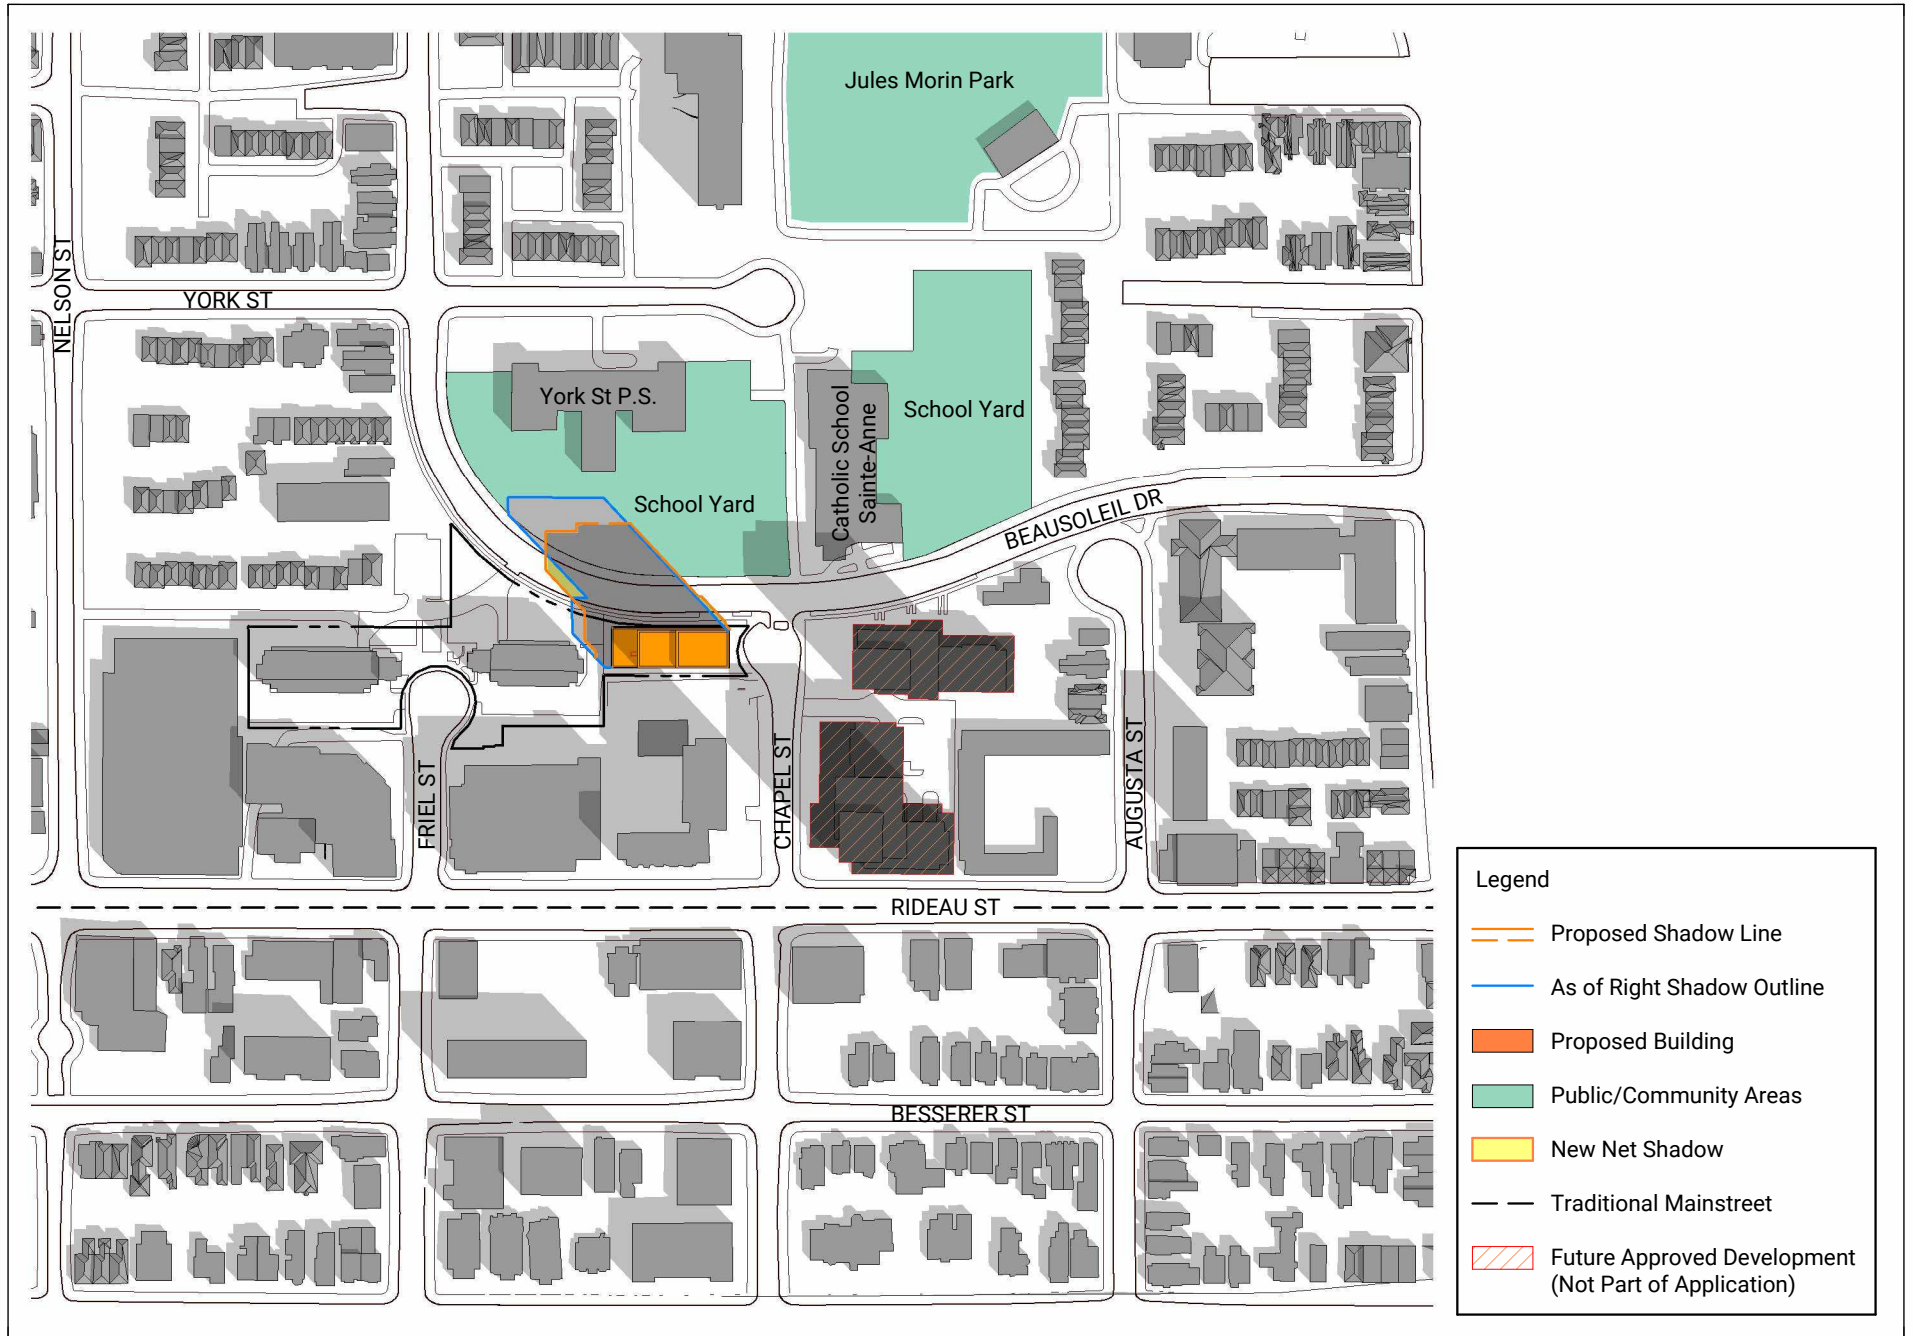 Jules Morin Park
NELSON ST
YORK ST
York St P.S.
School Yard
Catholic School
Sainte-Anne
School Yard
BEAUSOLEIL DR
FRIEL ST
CHAPEL ST
AUGUSTA ST
RIDEAU ST
BESSERER ST
Legend
Proposed Shadow Line
As of Right Shadow Outline
Proposed Building
Public/Community Areas
New Net Shadow
Traditional Mainstreet
Future Approved Development
(Not Part of Application)